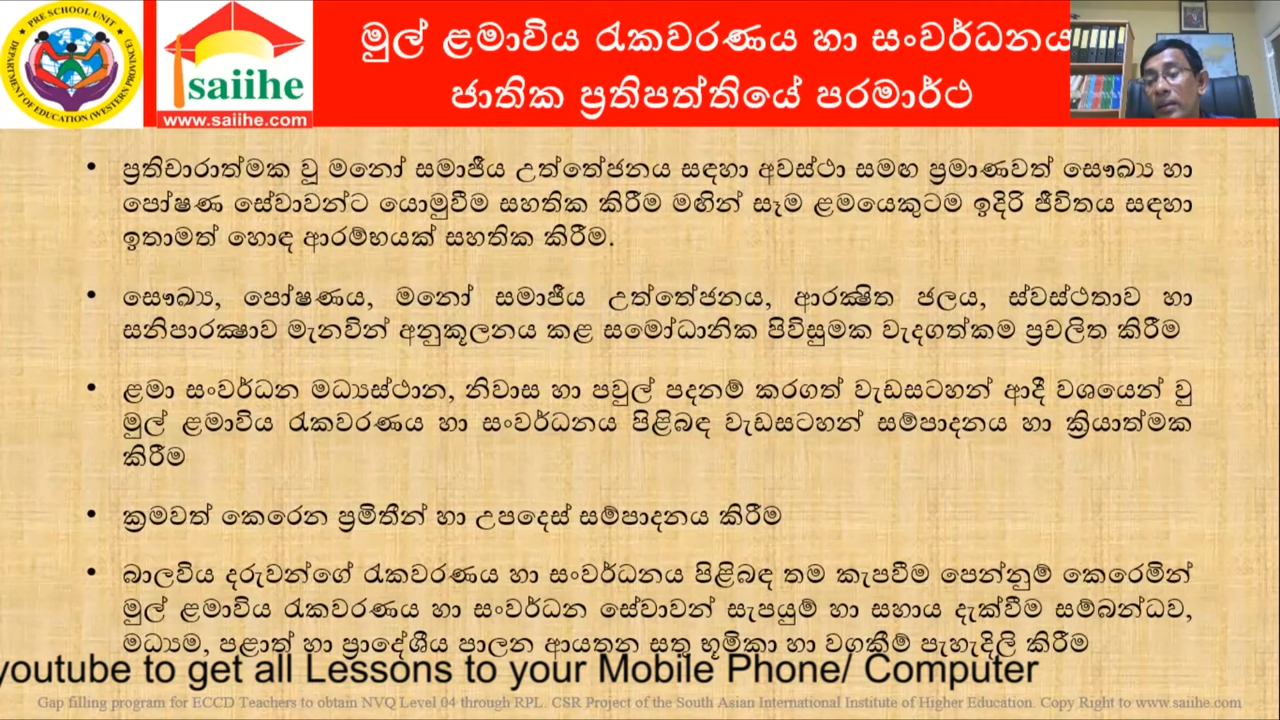 PRE SCHOOL UNIT
DEPARTMENT OF EDUCATION (WESTERN PROVINCE)
saiihe
www.saiihe.com
මුල් ළමාවිය රැකවරණය හා සංවර්ධනය
ජාතික ප්‍රතිපත්තියේ පරමාර්ථ
• ප්‍රතිචාරාත්මක වූ මනෝ සමාජීය උත්තේජනය සඳහා අවස්ථා සමඟ ප්‍රමාණවත් සෞඛ්‍ය හා
පෝෂණ සේවාවන්ට යොමුවීම සහතික කිරීම මඟින් සෑම ළමයෙකුටම ඉදිරි ජීවිතය සඳහා
ඉතාමත් හොඳ ආරම්භයක් සහතික කිරීම.
• සෞඛ්‍ය, පෝෂණය, මනෝ සමාජීය උත්තේජනය, ආරක්‍ෂිත ජලය, ස්වස්ථතාව හා
සනීපාරක්‍ෂාව මැනවින් අනුකූලනය කළ සමෝධානික පිවිසුමක වැදගත්කම ප්‍රචලිත කිරීම
• ළමා සංවර්ධන මධ්‍යස්ථාන, නිවාස හා පවුල් පදනම් කරගත් වැඩසටහන් ආදී වශයෙන් වු
මුල් ළමාවිය රැකවරණය හා සංවර්ධනය පිළිබඳ වැඩසටහන් සම්පාදනය හා ක්‍රියාත්මක
කිරීම
• ක්‍රමවත් කෙරෙන ප්‍රමිතීන් හා උපදෙස් සම්පාදනය කිරීම
• බාලවිය දරුවන්ගේ රැකවරණය හා සංවර්ධනය පිළිබඳ තම කැපවීම පෙන්නුම් කෙරෙමින්
මුල් ළමාවිය රැකවරණය හා සංවර්ධන සේවාවන් සැපයුම් හා සහාය දැක්වීම සම්බන්ධව,
මධ්‍යම, පළාත් හා ප්‍රාදේශීය පාලන ආයතන සතු භූමිකා හා වගකීම් පැහැදිලි කිරීම
youtube to get all Lessons to your Mobile Phone/ Computer
Gap filling program for ECCD Teachers to obtain NVQ Level 04 through RPL. CSR Project of the South Asian International Institute of Higher Education. Copy Right to www.saiihe.com